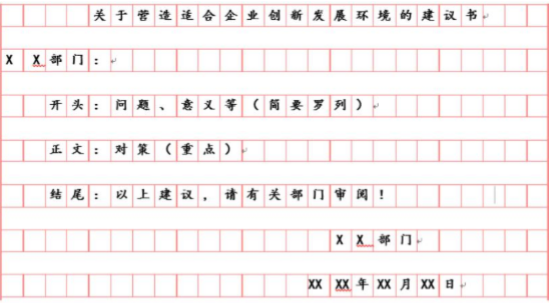 关于营造适合企业创新发展环境的建议书
X X部门：
开头：问题、意义等（简要罗列）
正文：对策（重点）
结尾：以上建议，请有关部门审阅！
X X部门
XX XX年XX月XX日